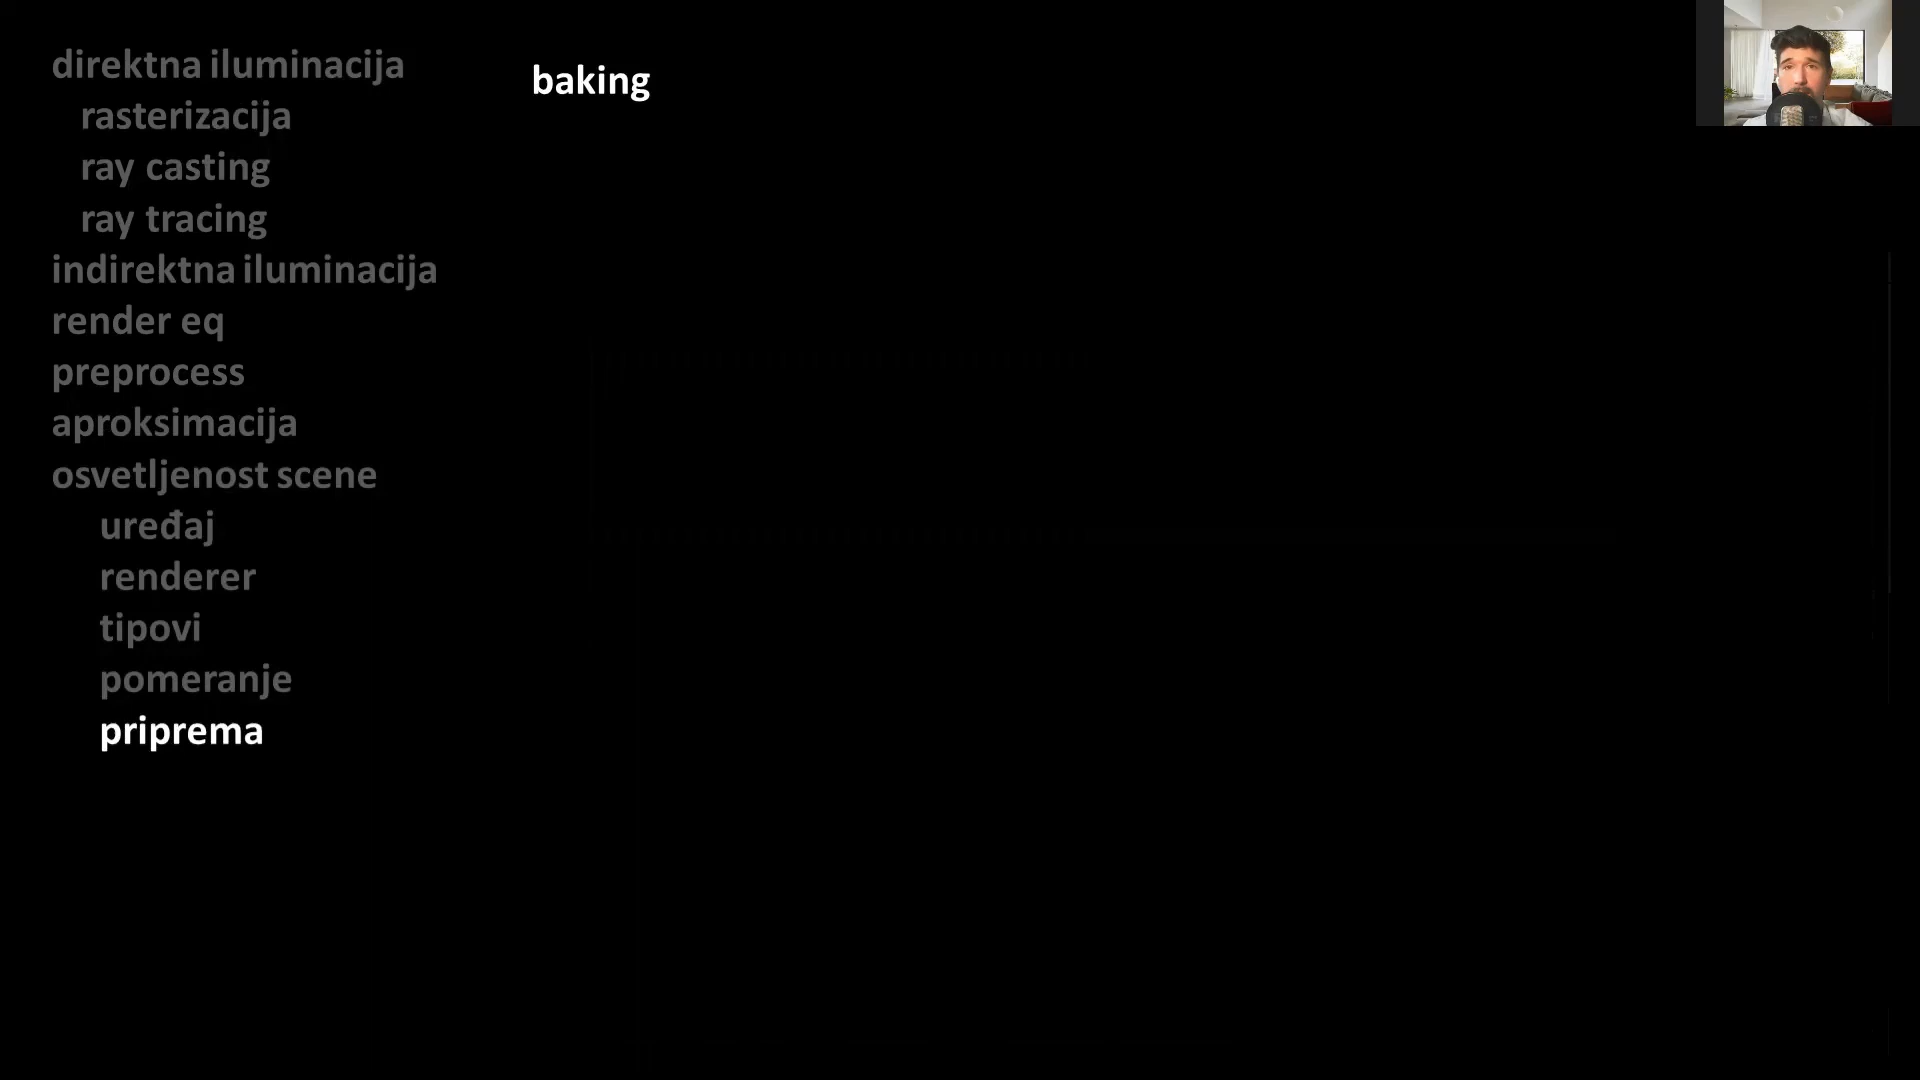 direktna iluminacija
rasterizacija
ray casting
ray tracing
indirektna iluminacija
render eq
preprocess
aproksimacija
osvetljenost scene
uređaj
renderer
tipovi
pomeranje
priprema
baking